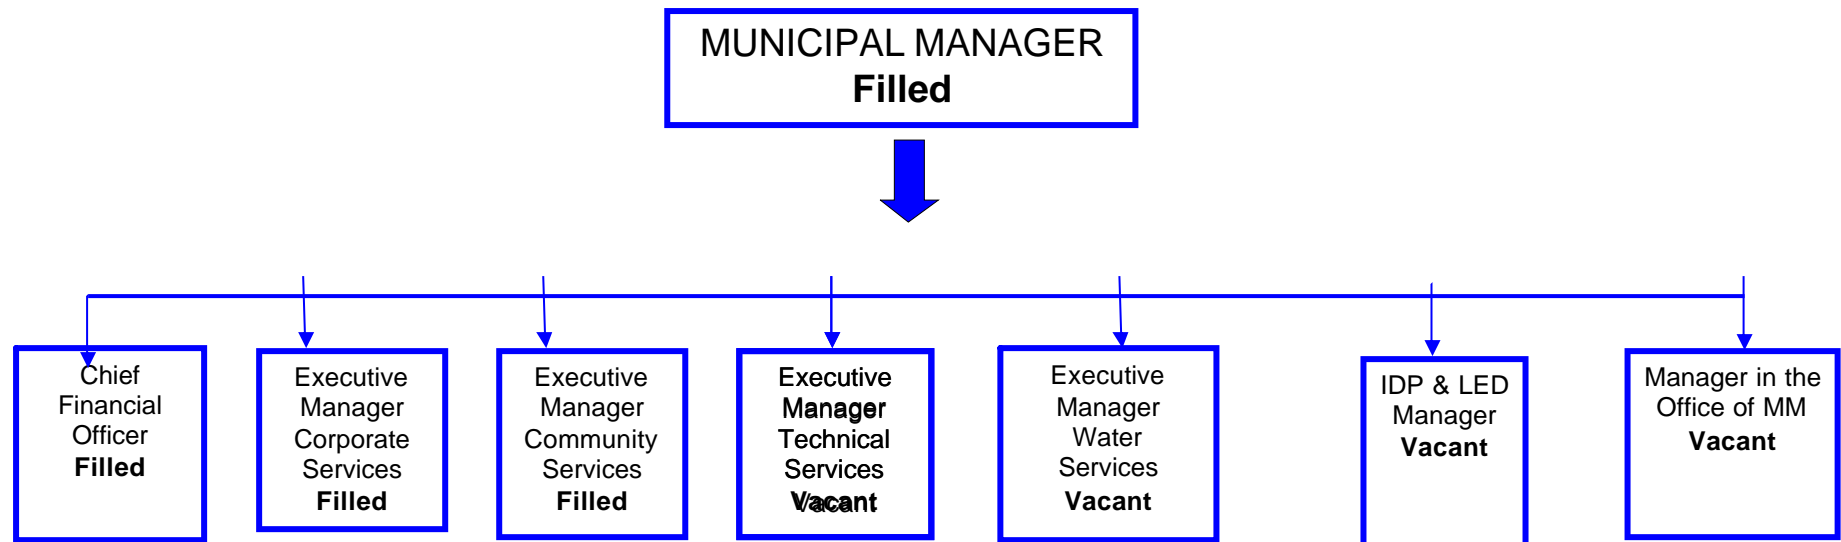 MUNICIPAL MANAGER
Filled
Chief
Financial
Officer
Filled
Executive
Manager
Corporate
Services
Filled
Executive
Manager
Community
Services
Filled
Executive
Manager
Technical
Services
Vacant
Executive
Manager
Water
Services
Vacant
IDP & LED
Manager
Vacant
Manager in the
Office of MM
Vacant